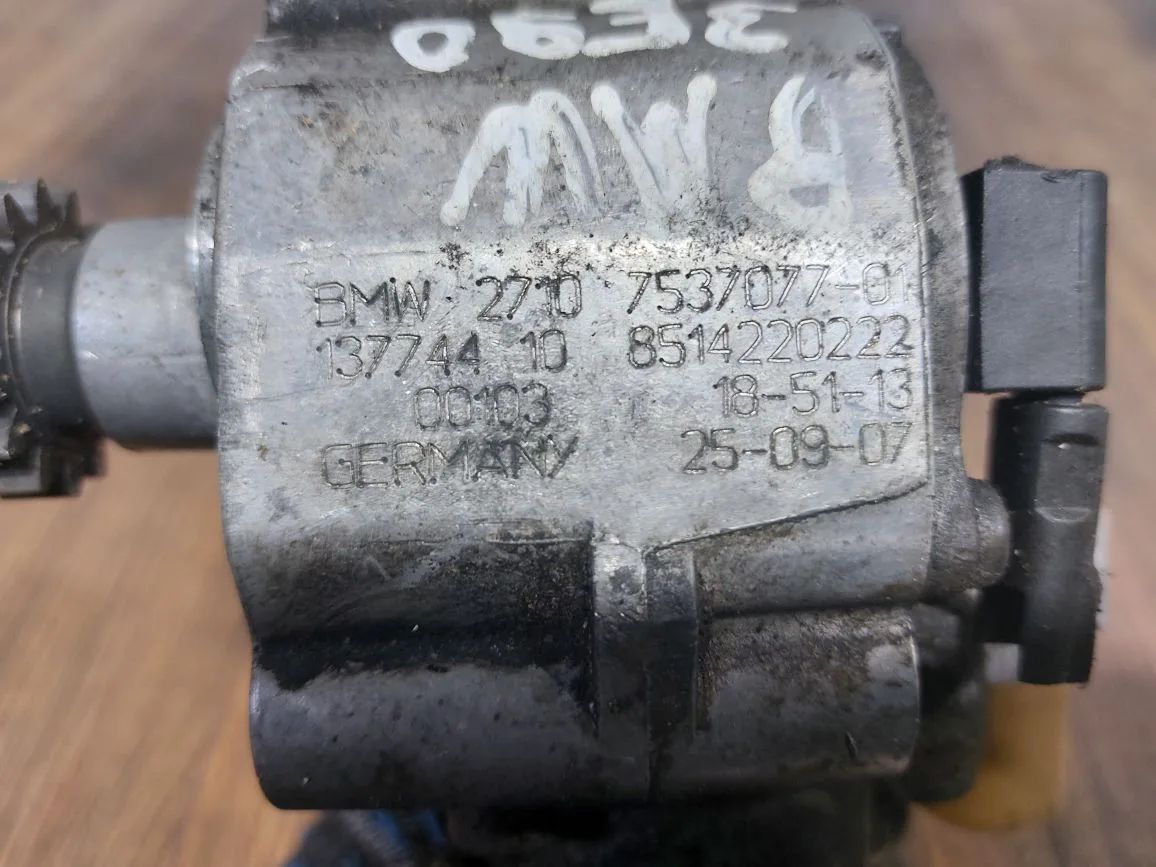 3E90
BMW
BMW 2710 7537077-01
137744 10 8514220222
00103 18-51-13
GERMANY 25-09-07